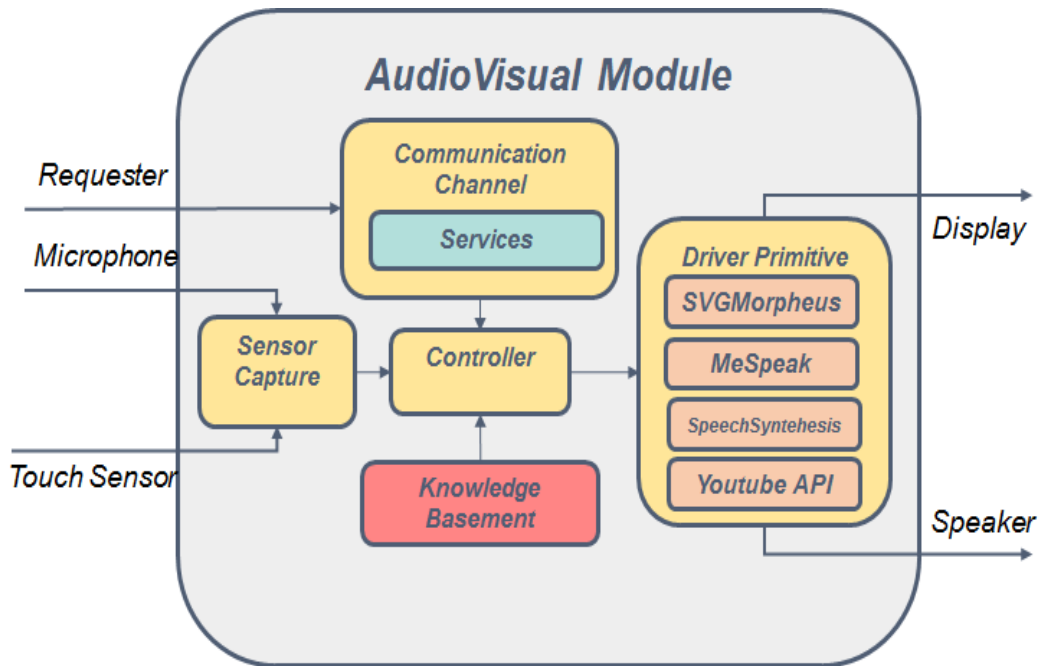 AudioVisual Module
Requester
Communication
Channel
Services
Microphone
Display
Driver Primitive
SVGMorpheus
Sensor
Capture
Controller
MeSpeak
SpeechSyntehesis
Touch Sensor
Knowledge
Basement
Youtube API
Speaker